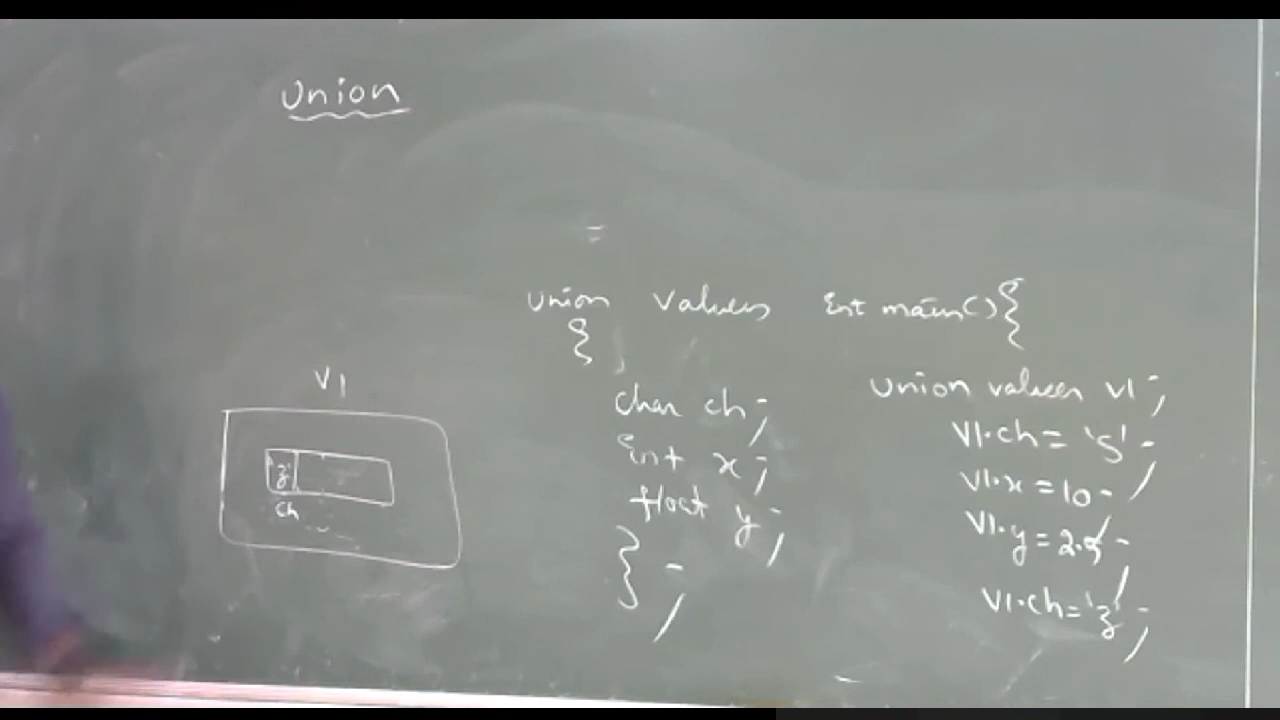 Union
union values
{
char ch;
int x;
float y;
};
int main(){
union values v1;
v1.ch = 's';
v1.x = 10;
v1.y = 2.5;
v1.ch = 'z';
V1
'z'
ch